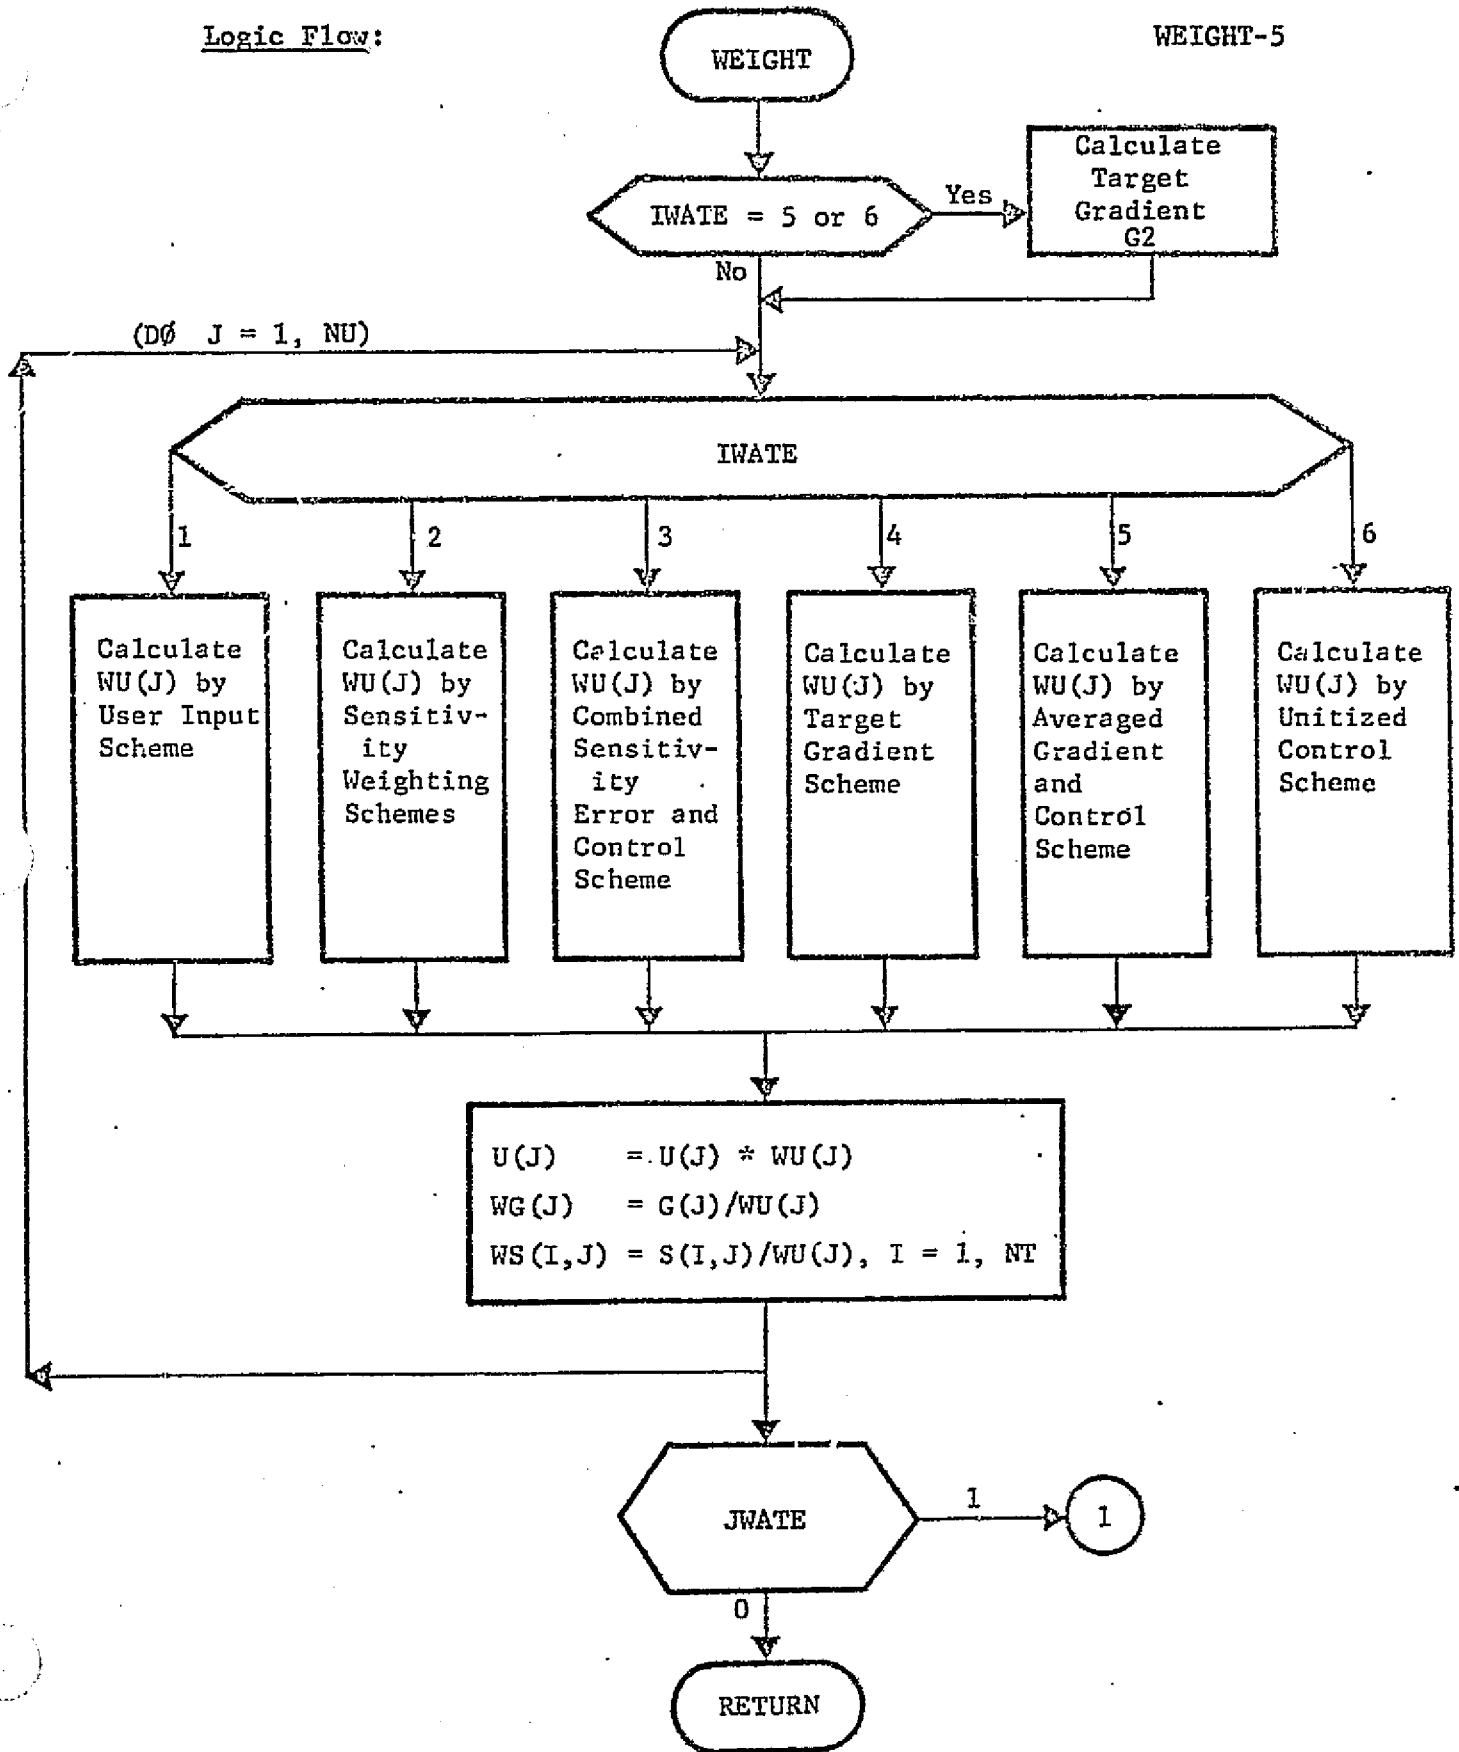 Logic Flow:
WEIGHT-5
WEIGHT
IWATE = 5 or 6
Yes
Calculate
Target
Gradient
G2
No
(DØ J = 1, NU)
IWATE
1
2
3
4
5
6
Calculate
WU(J) by
User Input
Scheme
Calculate
WU(J) by
Sensitiv-
ity
Weighting
Schemes
Calculate
WU(J) by
Combined
Sensitiv-
ity
Error and
Control
Scheme
Calculate
WU(J) by
Target
Gradient
Scheme
Calculate
WU(J) by
Averaged
Gradient
and
Control
Scheme
Calculate
WU(J) by
Unitized
Control
Scheme
U(J) = U(J) * WU(J)
WG(J) = G(J)/WU(J)
WS(I,J) = S(I,J)/WU(J), I = 1, NT
JWATE
1
1
0
RETURN